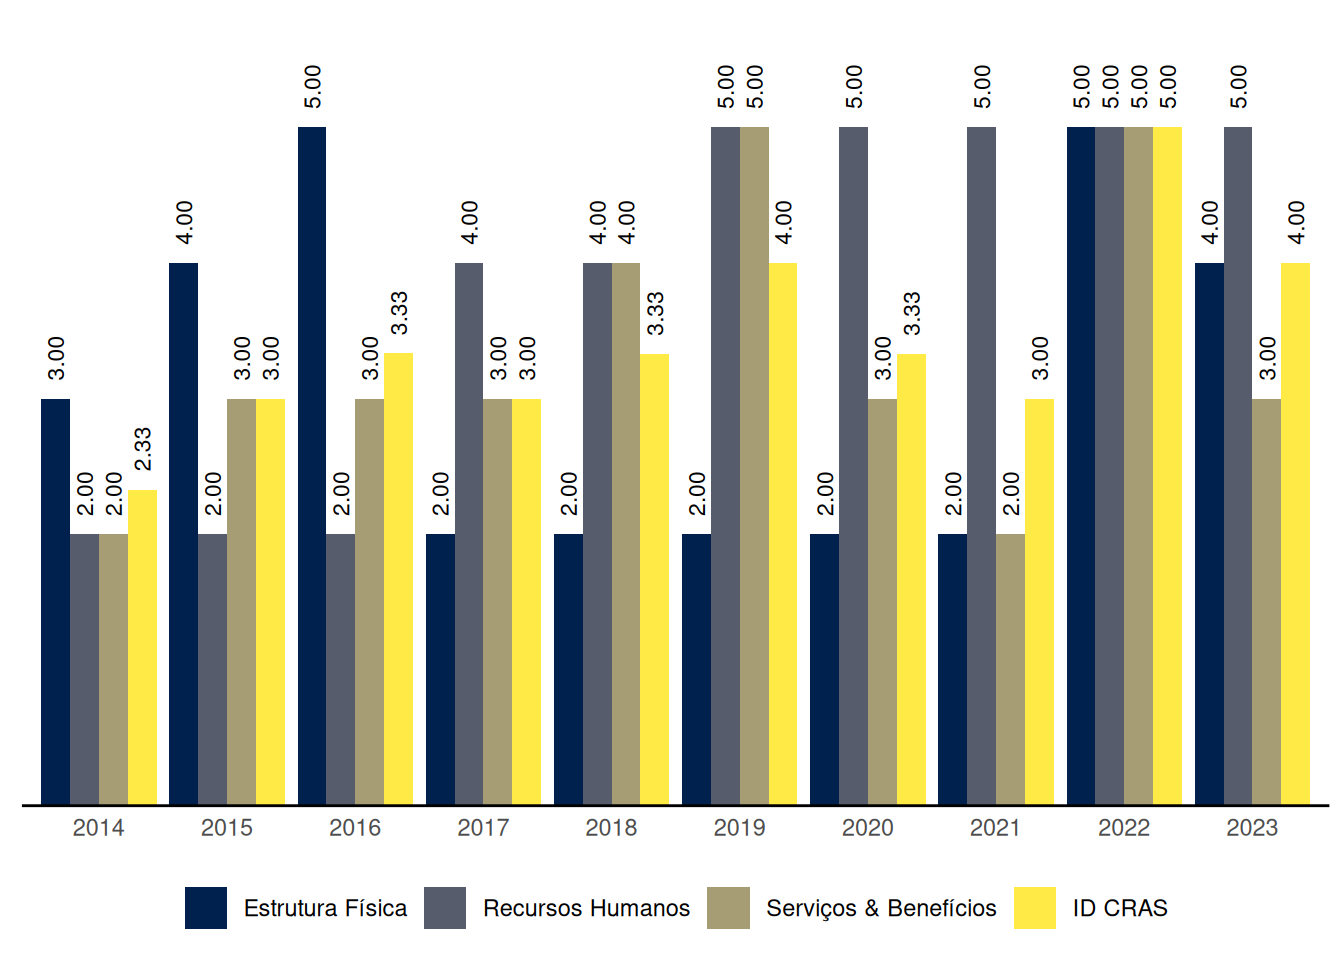 3.00 2.00 2.00 2.33
4.00 2.00 3.00 3.00
5.00 2.00 3.00 3.33
2.00 4.00 3.00 3.00
2.00 4.00 4.00 3.33
2.00 5.00 5.00 4.00
2.00 5.00 3.00 3.33
2.00 5.00 2.00 3.00
5.00 5.00 5.00 5.00
4.00 5.00 3.00 4.00
2014 2015 2016 2017 2018 2019 2020 2021 2022 2023
Estrutura Física Recursos Humanos Serviços & Benefícios ID CRAS